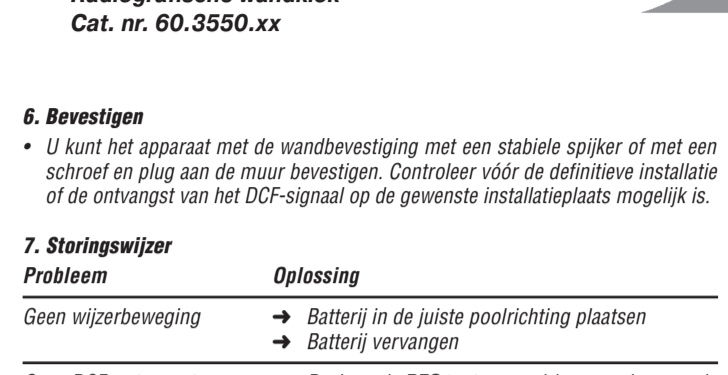 Cat. nr. 60.3550.xx
6. Bevestigen
• U kunt het apparaat met de wandbevestiging met een stabiele spijker of met een
schroef en plug aan de muur bevestigen. Controleer vóór de definitieve installatie
of de ontvangst van het DCF-signaal op de gewenste installatieplaats mogelijk is.
7. Storingswijzer
Probleem Oplossing
Geen wijzerbeweging ➜ Batterij in de juiste poolrichting plaatsen
➜ Batterij vervangen